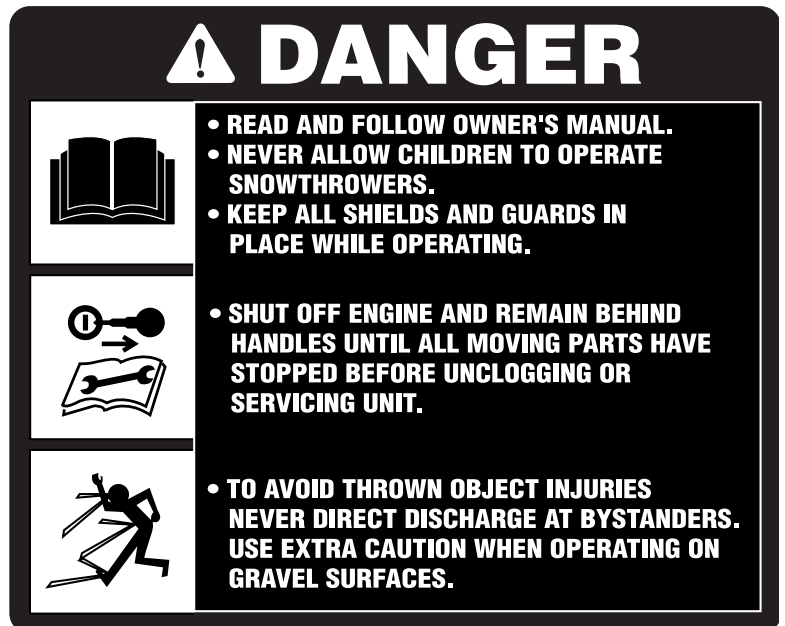 DANGER
• READ AND FOLLOW OWNER'S MANUAL.
• NEVER ALLOW CHILDREN TO OPERATE
SNOWTHROWERS.
• KEEP ALL SHIELDS AND GUARDS IN
PLACE WHILE OPERATING.
• SHUT OFF ENGINE AND REMAIN BEHIND
HANDLES UNTIL ALL MOVING PARTS HAVE
STOPPED BEFORE UNCLOGGING OR
SERVICING UNIT.
• TO AVOID THROWN OBJECT INJURIES
NEVER DIRECT DISCHARGE AT BYSTANDERS.
USE EXTRA CAUTION WHEN OPERATING ON
GRAVEL SURFACES.